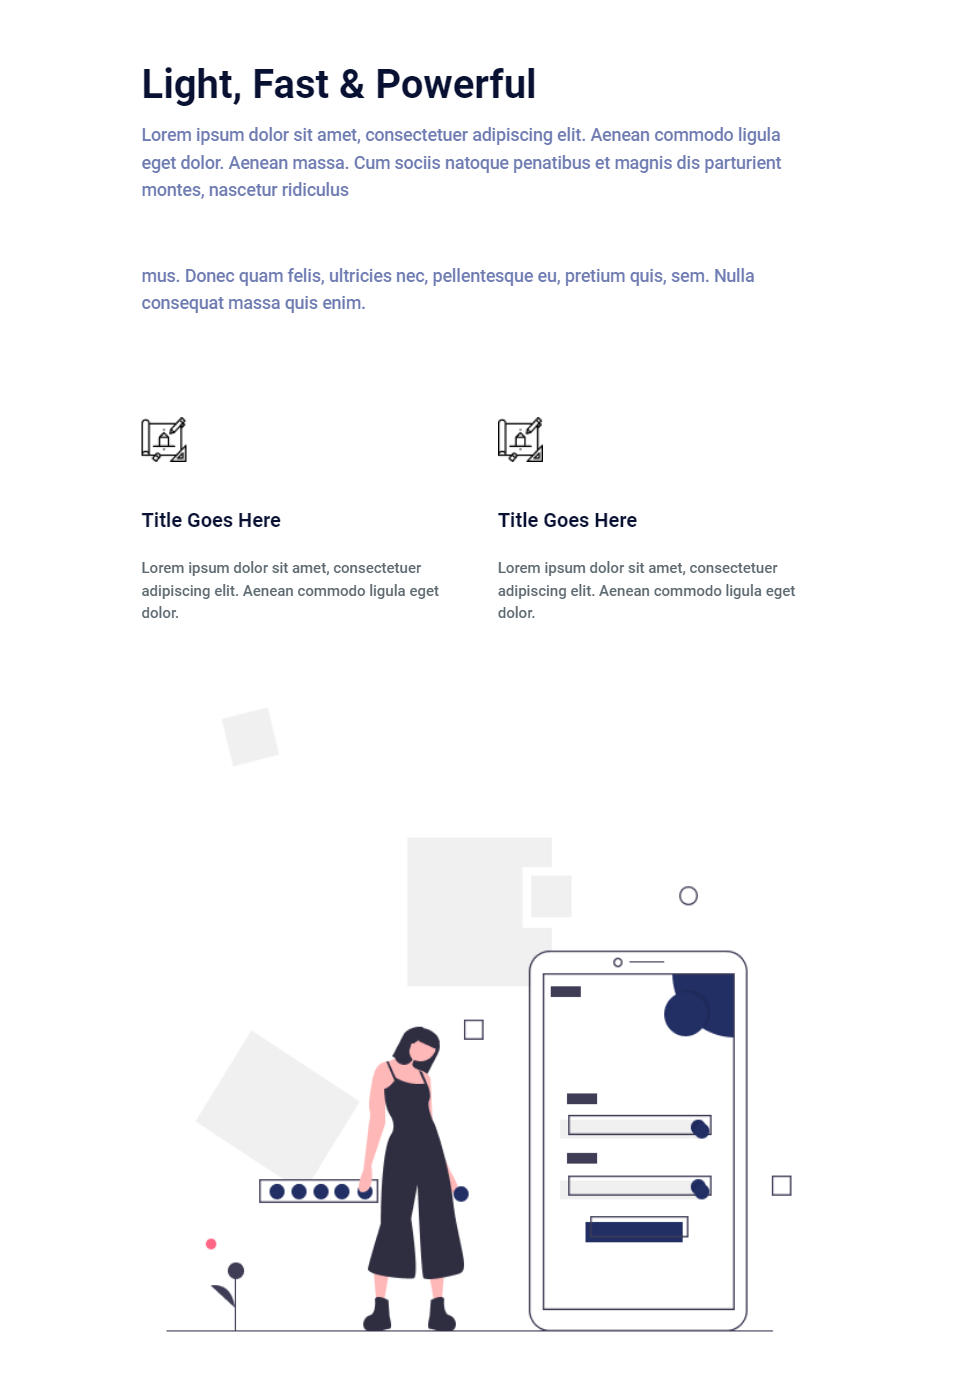 Light, Fast & Powerful
Lorem ipsum dolor sit amet, consectetuer adipiscing elit. Aenean commodo ligula
eget dolor. Aenean massa. Cum sociis natoque penatibus et magnis dis parturient
montes, nascetur ridiculus
mus. Donec quam felis, ultricies nec, pellentesque eu, pretium quis, sem. Nulla
consequat massa quis enim.
Title Goes Here
Lorem ipsum dolor sit amet, consectetuer
adipiscing elit. Aenean commodo ligula eget
dolor.
Title Goes Here
Lorem ipsum dolor sit amet, consectetuer
adipiscing elit. Aenean commodo ligula eget
dolor.